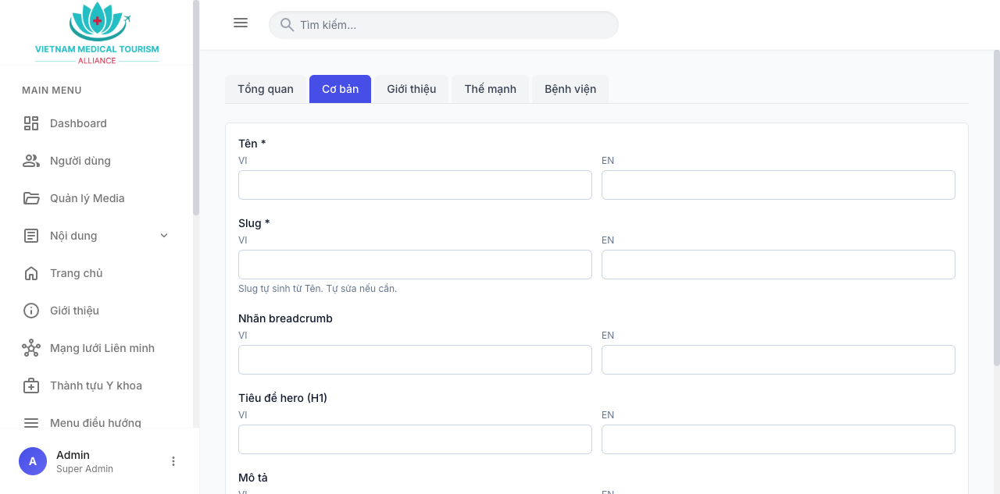 VIETNAM MEDICAL TOURISM
ALLIANCE
MAIN MENU
Dashboard
Người dùng
Quản lý Media
Nội dung
Trang chủ
Giới thiệu
Mạng lưới Liên minh
Thành tựu Y khoa
Menu điều hướng
A
Admin
Super Admin
Tìm kiếm...
Tổng quan Cơ bản Giới thiệu Thế mạnh Bệnh viện
Tên *
VI EN
Slug *
VI EN
Slug tự sinh từ Tên. Tự sửa nếu cần.
Nhãn breadcrumb
VI EN
Tiêu đề hero (H1)
VI EN
Mô tả
VI EN